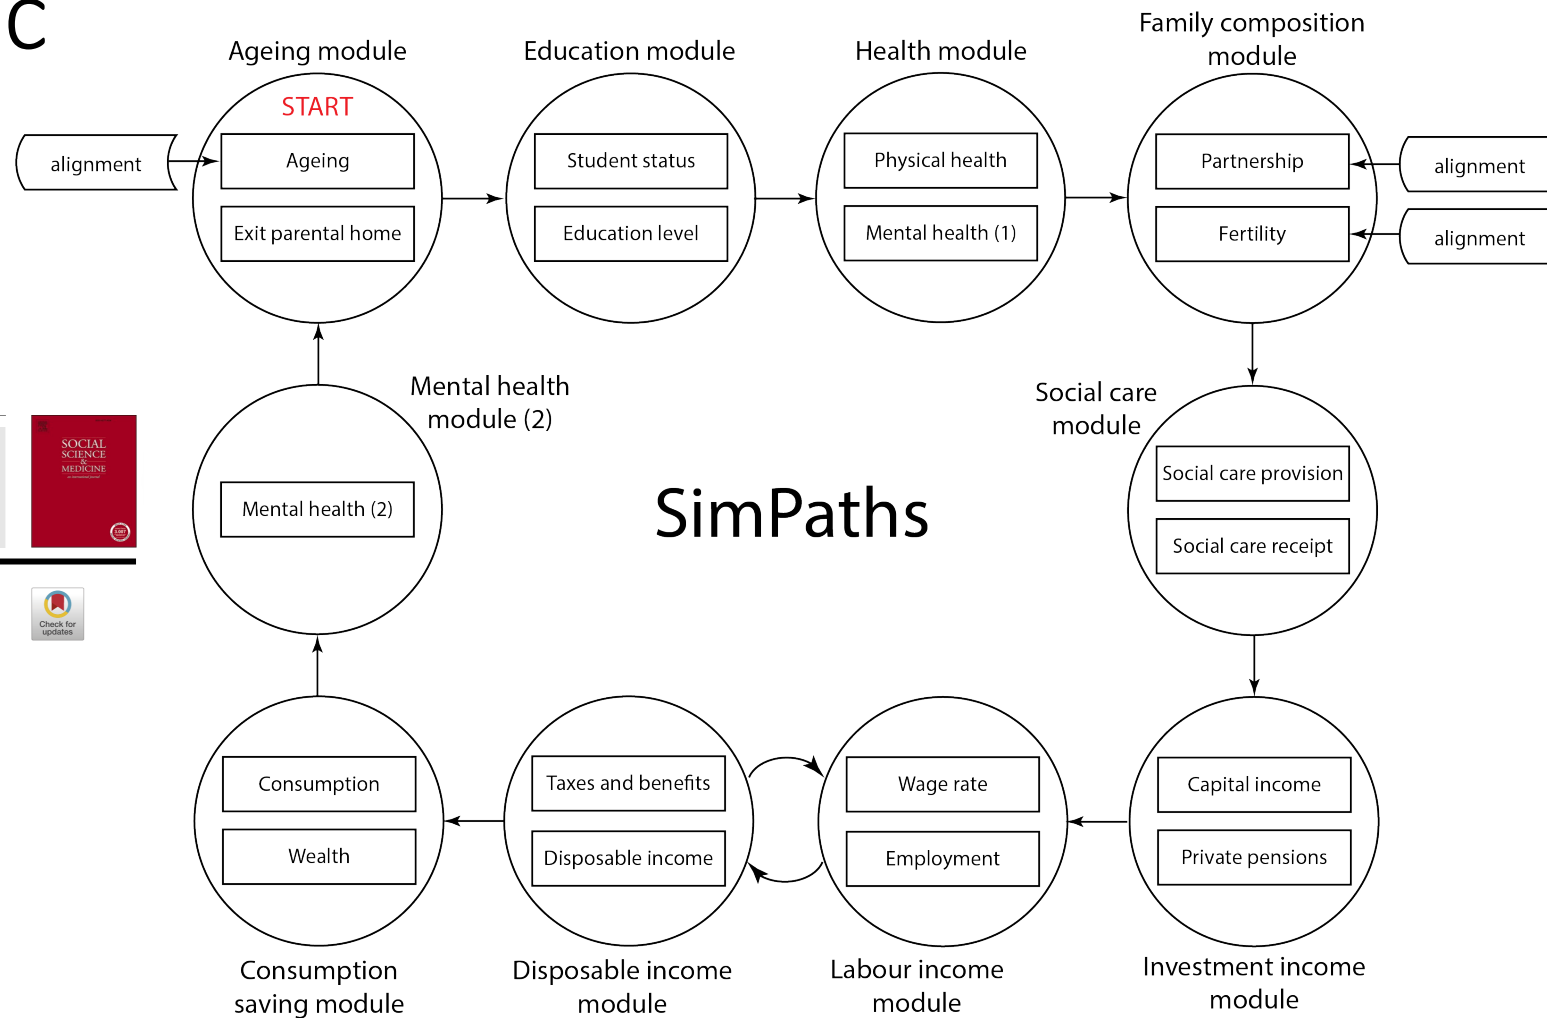 C
Ageing module
Education module
Health module
Family composition
module
START
alignment
Ageing
Exit parental home
Student status
Education level
Physical health
Mental health (1)
Partnership
Fertility
alignment
alignment
Mental health
module (2)
Mental health (2)
Social care
module
Social care provision
Social care receipt
SimPaths
SOCIAL
SCIENCE
&
MEDICINE
Check for
updates
Consumption
Wealth
Taxes and benefits
Disposable income
Wage rate
Employment
Capital income
Private pensions
Consumption
saving module
Disposable income
module
Labour income
module
Investment income
module